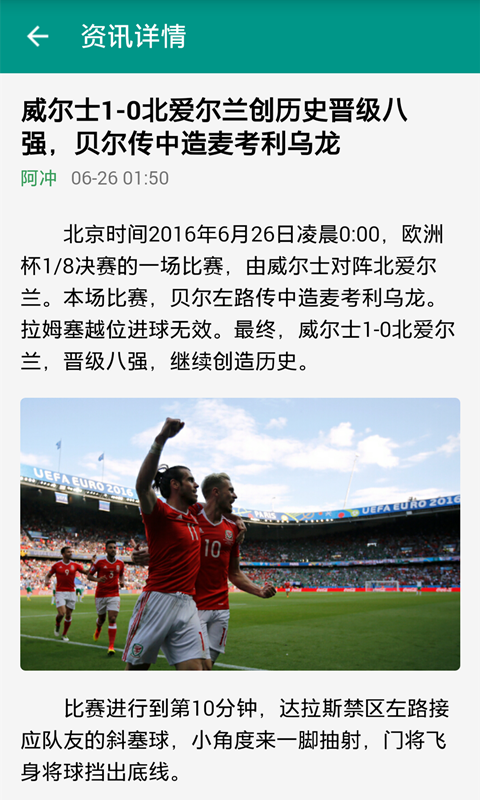 资讯详情
威尔士1-0北爱尔兰创历史晋级八
强，贝尔传中造麦考利乌龙
阿冲 06-26 01:50
北京时间2016年6月26日凌晨0:00，欧洲
杯1/8决赛的一场比赛，由威尔士对阵北爱尔
兰。本场比赛，贝尔左路传中造麦考利乌龙。
拉姆塞越位进球无效。最终，威尔士1-0北爱尔
兰，晋级八强，继续创造历史。
UEFA EURO 2016
UEFA EURO 2016
11
10
比赛进行到第10分钟，达拉斯禁区左路接
应队友的斜塞球，小角度来一脚抽射，门将飞
身将球挡出底线。